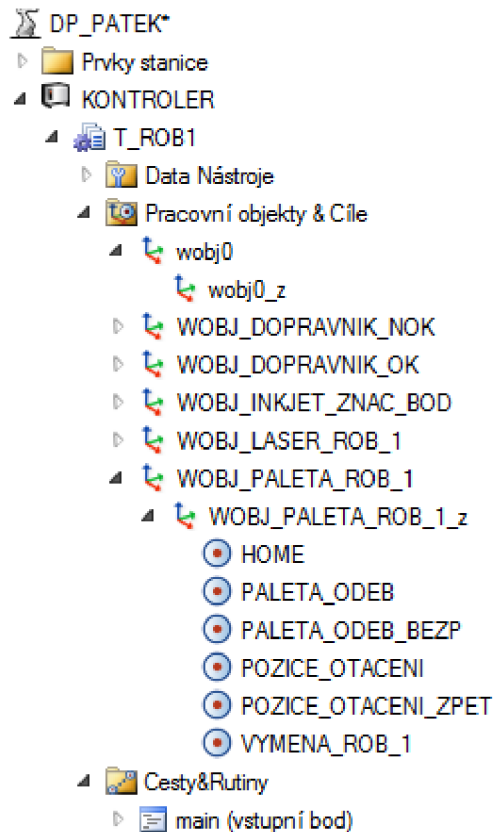 DP_PATEK*
Prvky stanice
KONTROLER
T_ROB1
Data Nástroje
Pracovní objekty & Cíle
wobj0
wobj0_z
WOBJ_DOPRAVNIK_NOK
WOBJ_DOPRAVNIK_OK
WOBJ_INKJET_ZNAC_BOD
WOBJ_LASER_ROB_1
WOBJ_PALETA_ROB_1
WOBJ_PALETA_ROB_1_z
HOME
PALETA_ODEB
PALETA_ODEB_BEZP
POZICE_OTACENI
POZICE_OTACENI_ZPET
VYMENA_ROB_1
Cesty&Rutiny
main (vstupní bod)